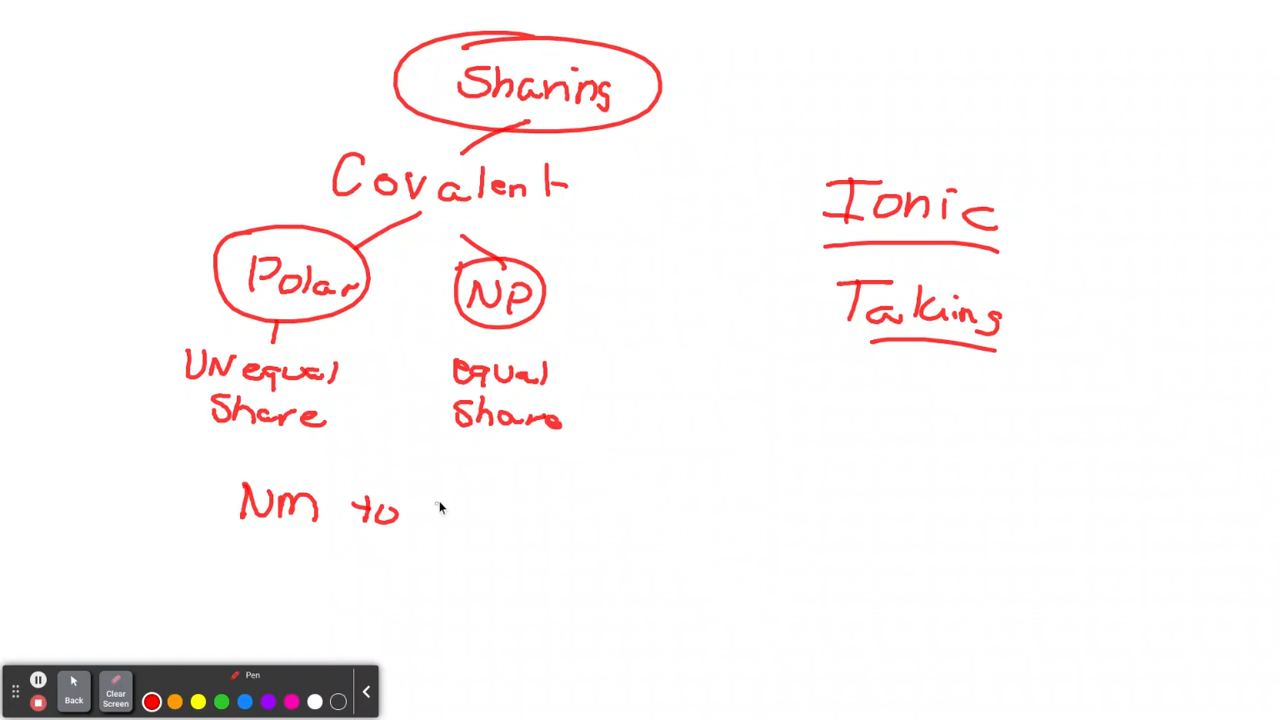 Sharing
Covalent
Ionic
Polar
NP
Taking
UNequal
Share
equal
Share
Nm to
Pen
Back
Clear
Screen